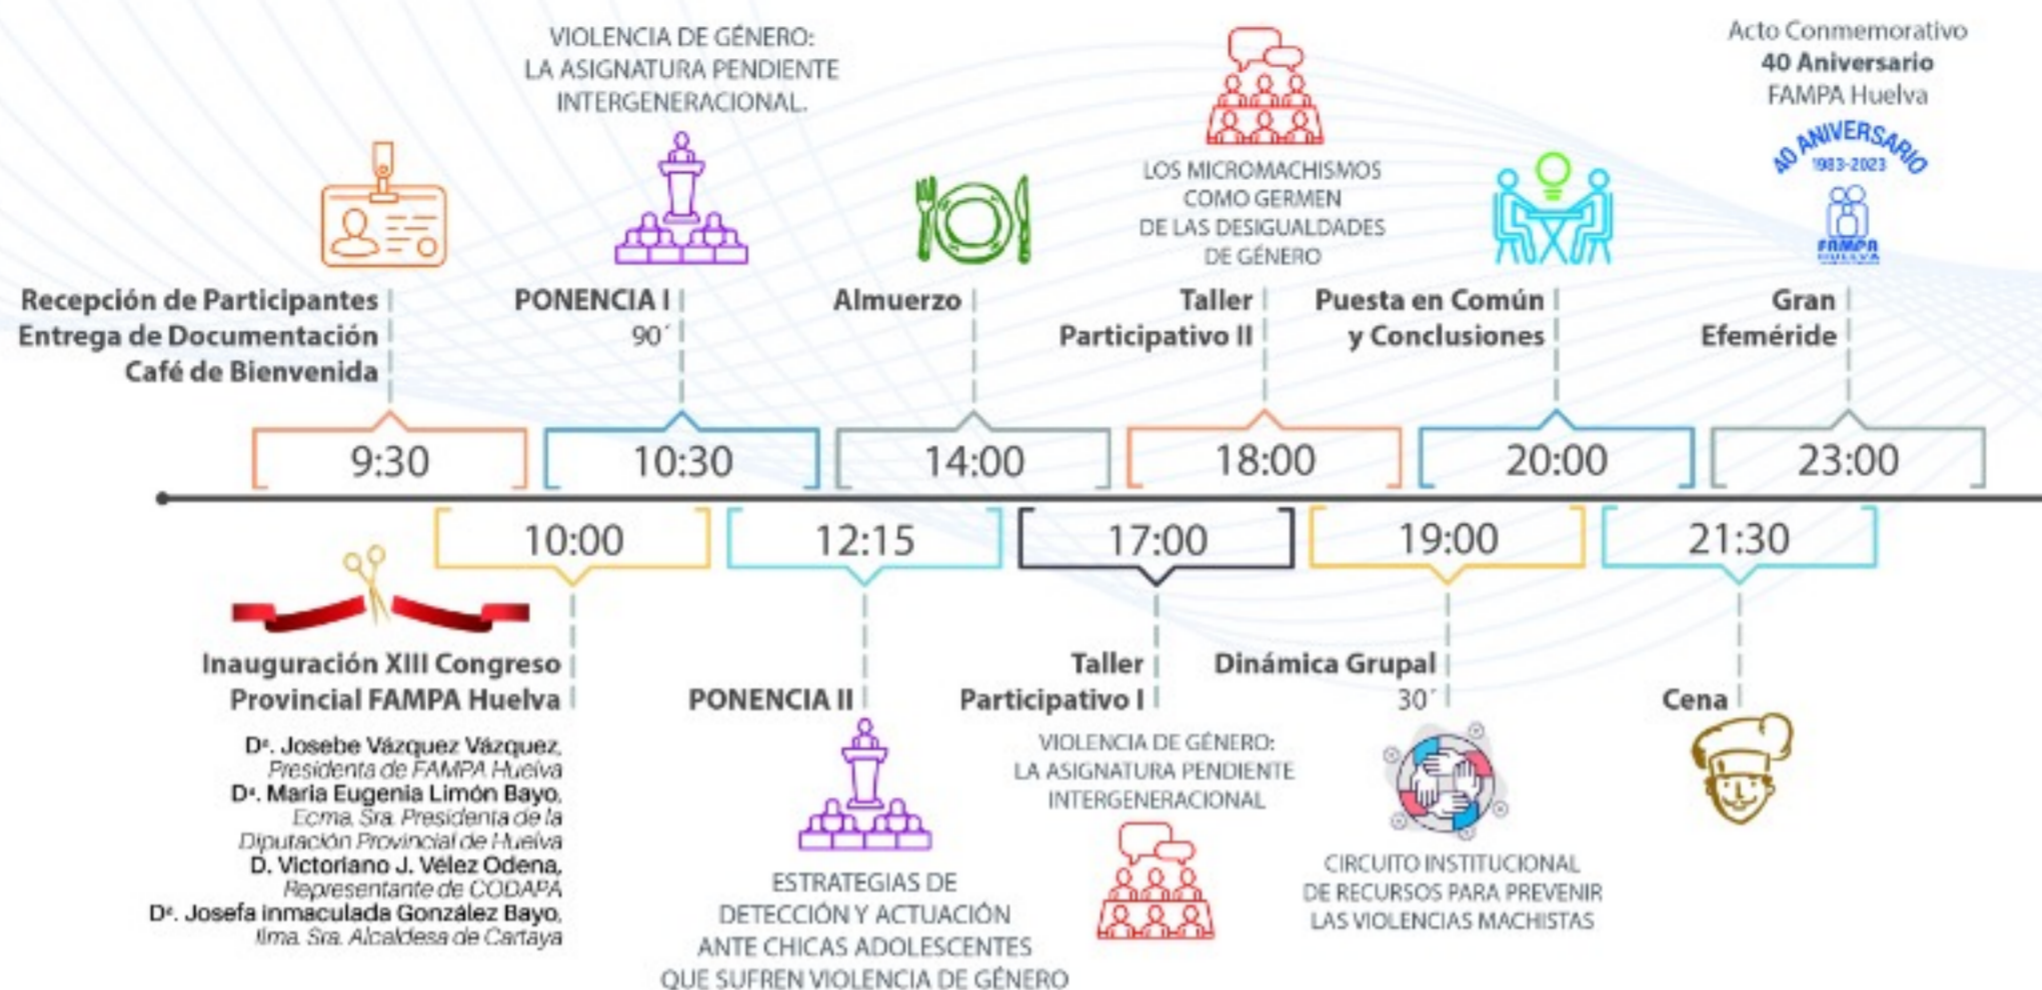 VIOLENCIA DE GÉNERO:
LA ASIGNATURA PENDIENTE
INTERGENERACIONAL.
Acto Conmemorativo
40 Aniversario
FAMPA Huelva
40 ANIVERSARIO
1983-2023
FAMPA
HUELVA
LOS MICROMACHISMOS
COMO GERMEN
DE LAS DESIGUALDADES
DE GÉNERO
Recepción de Participantes
Entrega de Documentación
Café de Bienvenida
PONENCIA I
90´
Almuerzo
Taller
Participativo II
Puesta en Común
y Conclusiones
Gran
Efeméride
9:30
10:30
14:00
18:00
20:00
23:00
10:00
12:15
17:00
19:00
21:30
Inauguración XIII Congreso
Provincial FAMPA Huelva
Dª. Josebe Vázquez Vázquez,
Presidenta de FAMPA Huelva
Dª. Maria Eugenia Limón Bayo,
Ecma. Sra. Presidenta de la
Diputación Provincial de Huelva
D. Victoriano J. Vélez Odena,
Representante de CODAPA
Dª. Josefa inmaculada González Bayo,
Ilma. Sra. Alcaldesa de Cartaya
PONENCIA II
ESTRATEGIAS DE
DETECCIÓN Y ACTUACIÓN
ANTE CHICAS ADOLESCENTES
QUE SUFREN VIOLENCIA DE GÉNERO
Taller
Participativo I
VIOLENCIA DE GÉNERO:
LA ASIGNATURA PENDIENTE
INTERGENERACIONAL
Dinámica Grupal
30´
CIRCUITO INSTITUCIONAL
DE RECURSOS PARA PREVENIR
LAS VIOLENCIAS MACHISTAS
Cena